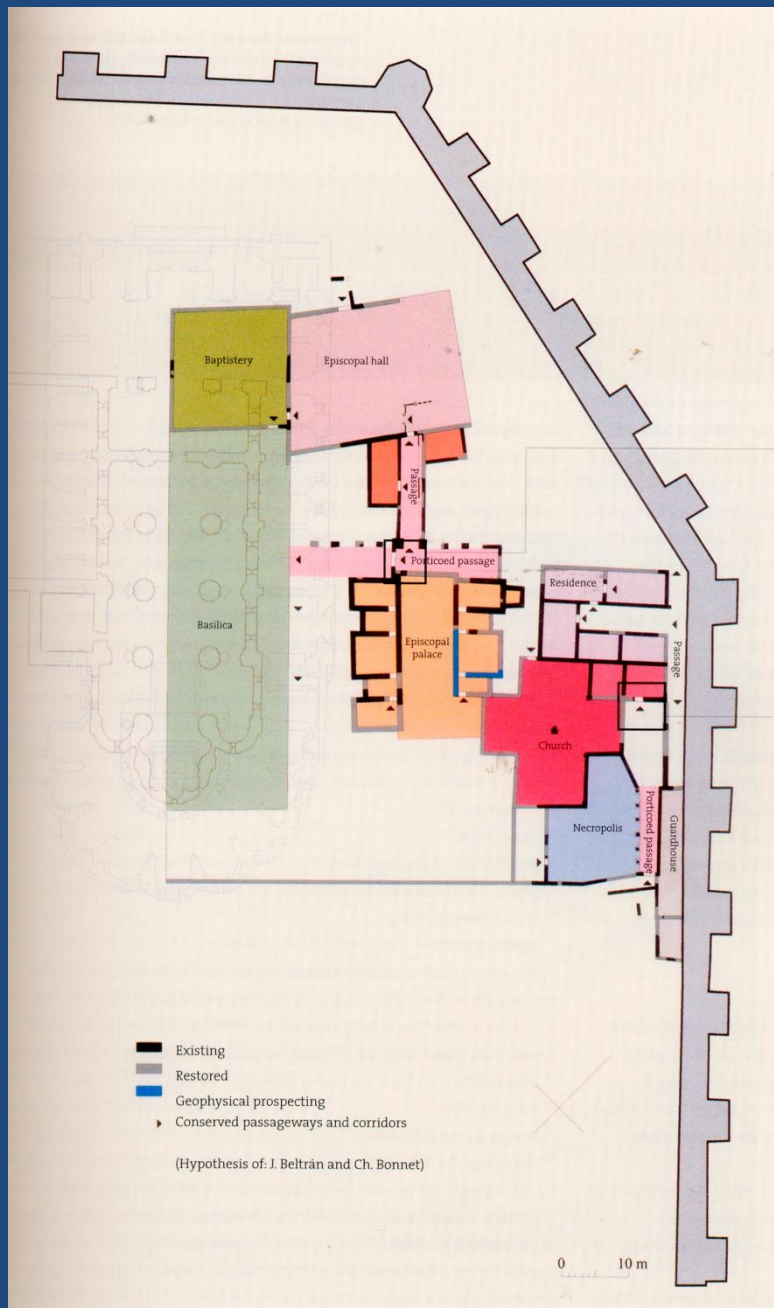 Baptistery
Episcopal hall
Passage
Porticoed passage
Residence
Basilica
Episcopal
palace
Passage
Church
Necropolis
Porticoed passage
Guardhouse
Existing
Restored
Geophysical prospecting
Conserved passageways and corridors
(Hypothesis of: J. Beltrán and Ch. Bonnet)
0 10 m